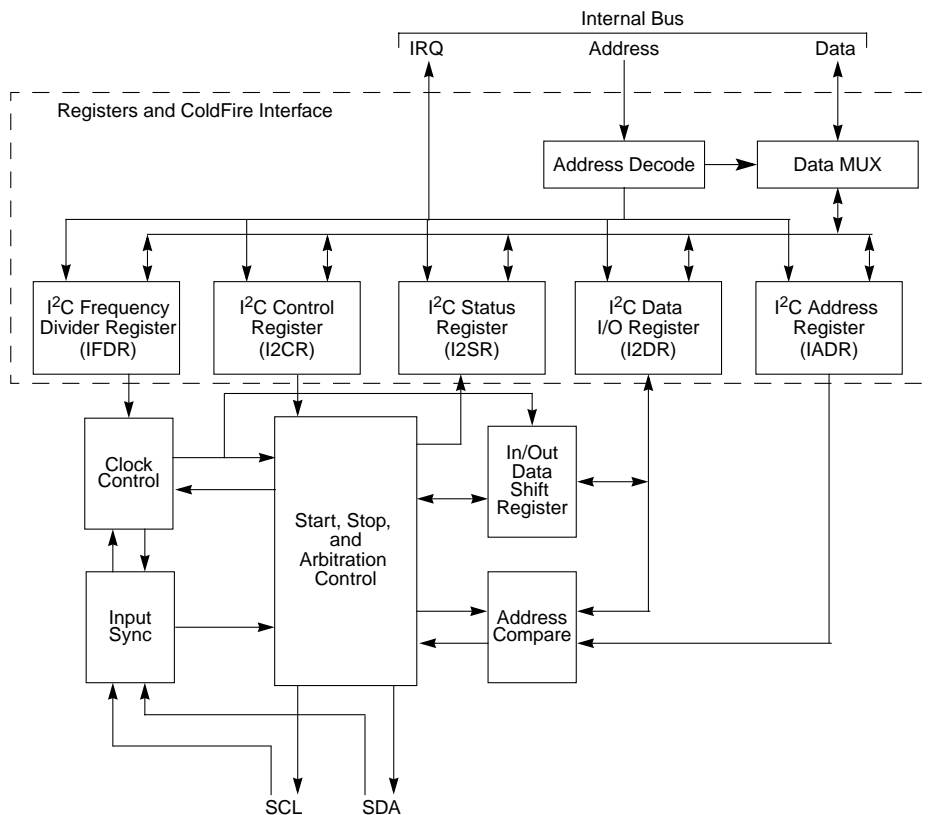 Internal Bus
IRQ Address Data
Registers and ColdFire Interface
Address Decode
Data MUX
I²C Frequency
Divider Register
(IFDR)
I²C Control
Register
(I2CR)
I²C Status
Register
(I2SR)
I²C Data
I/O Register
(I2DR)
I²C Address
Register
(IADR)
Clock
Control
In/Out
Data
Shift
Register
Start, Stop,
and
Arbitration
Control
Input
Sync
Address
Compare
SCL SDA